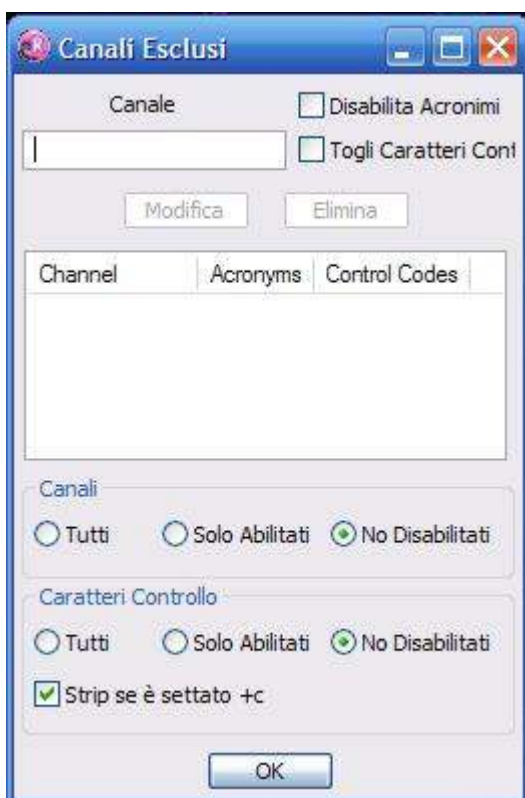 Canali Esclusi
Canale
Disabilita Acronimi
Togli Caratteri Cont
Modifica
Elimina
Channel Acronyms Control Codes
Canali
Tutti Solo Abilitati No Disabilitati
Caratteri Controllo
Tutti Solo Abilitati No Disabilitati
Strip se è settato +c
OK